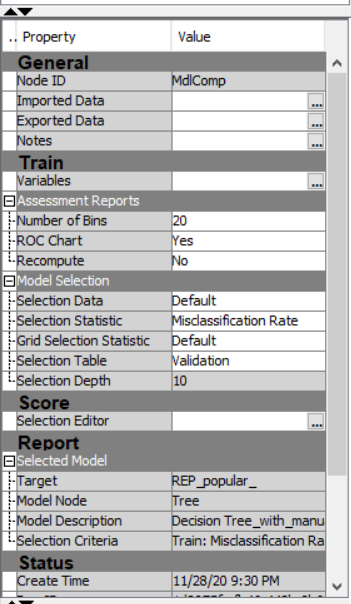 .. Property Value
General
Node ID MdlComp
Imported Data ...
Exported Data ...
Notes ...
Train
Variables ...
Assessment Reports
Number of Bins 20
ROC Chart Yes
Recompute No
Model Selection
Selection Data Default
Selection Statistic Misclassification Rate
Grid Selection Statistic Default
Selection Table Validation
Selection Depth 10
Score
Selection Editor ...
Report
Selected Model
Target REP_popular_
Model Node Tree
Model Description Decision Tree_with_manu
Selection Criteria Train: Misclassification Ra
Status
Create Time 11/28/20 9:30 PM